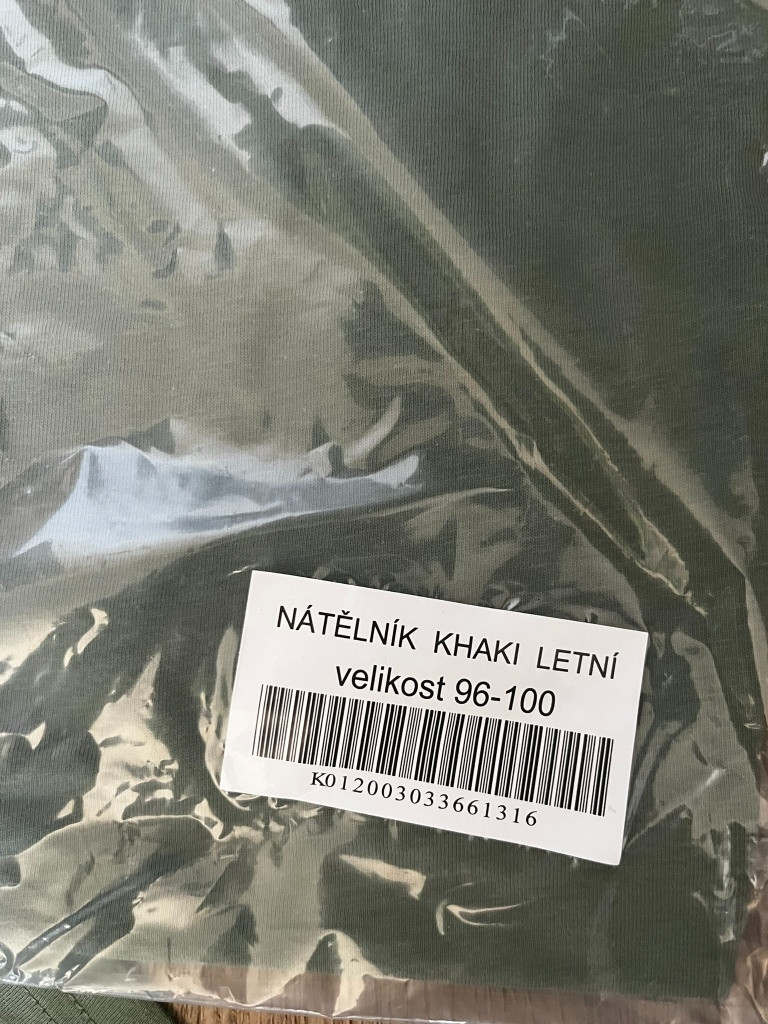 NÁTĚLNÍK KHAKI LETNÍ
velikost 96-100
K012003033661316